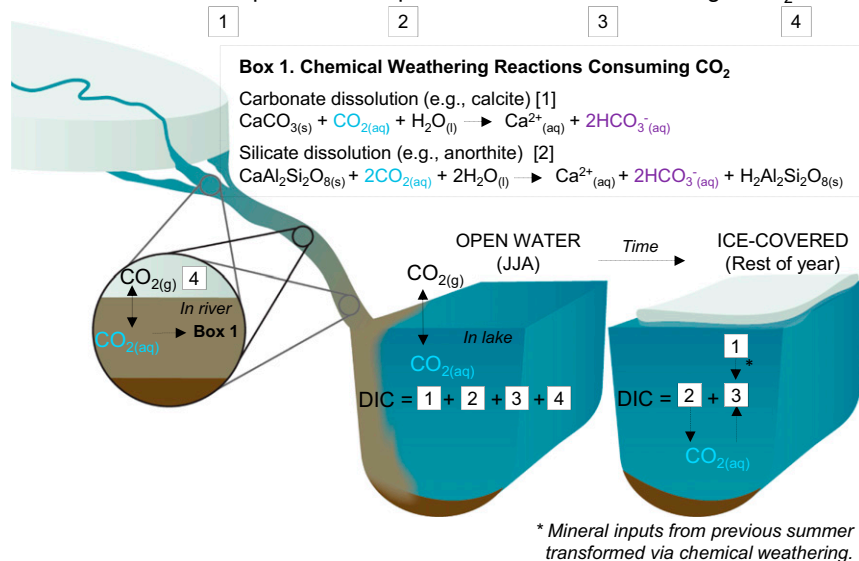 1 2 3 4
Box 1. Chemical Weathering Reactions Consuming CO₂
Carbonate dissolution (e.g., calcite) [1]
CaCO₃₍s₎ + CO₂₍aq₎ + H₂O₍l₎ → Ca²⁺₍aq₎ + 2HCO₃⁻₍aq₎
Silicate dissolution (e.g., anorthite) [2]
CaAl₂Si₂O₈₍s₎ + 2CO₂₍aq₎ + 2H₂O₍l₎ → Ca²⁺₍aq₎ + 2HCO₃⁻₍aq₎ + H₂Al₂Si₂O₈₍s₎
OPEN WATER
(JJA)
Time
ICE-COVERED
(Rest of year)
CO₂₍g₎ 4
In river
CO₂₍aq₎ → Box 1
CO₂₍g₎
In lake
CO₂₍aq₎
DIC = 1 + 2 + 3 + 4
1
*
DIC = 2 + 3
CO₂₍aq₎
* Mineral inputs from previous summer
transformed via chemical weathering.